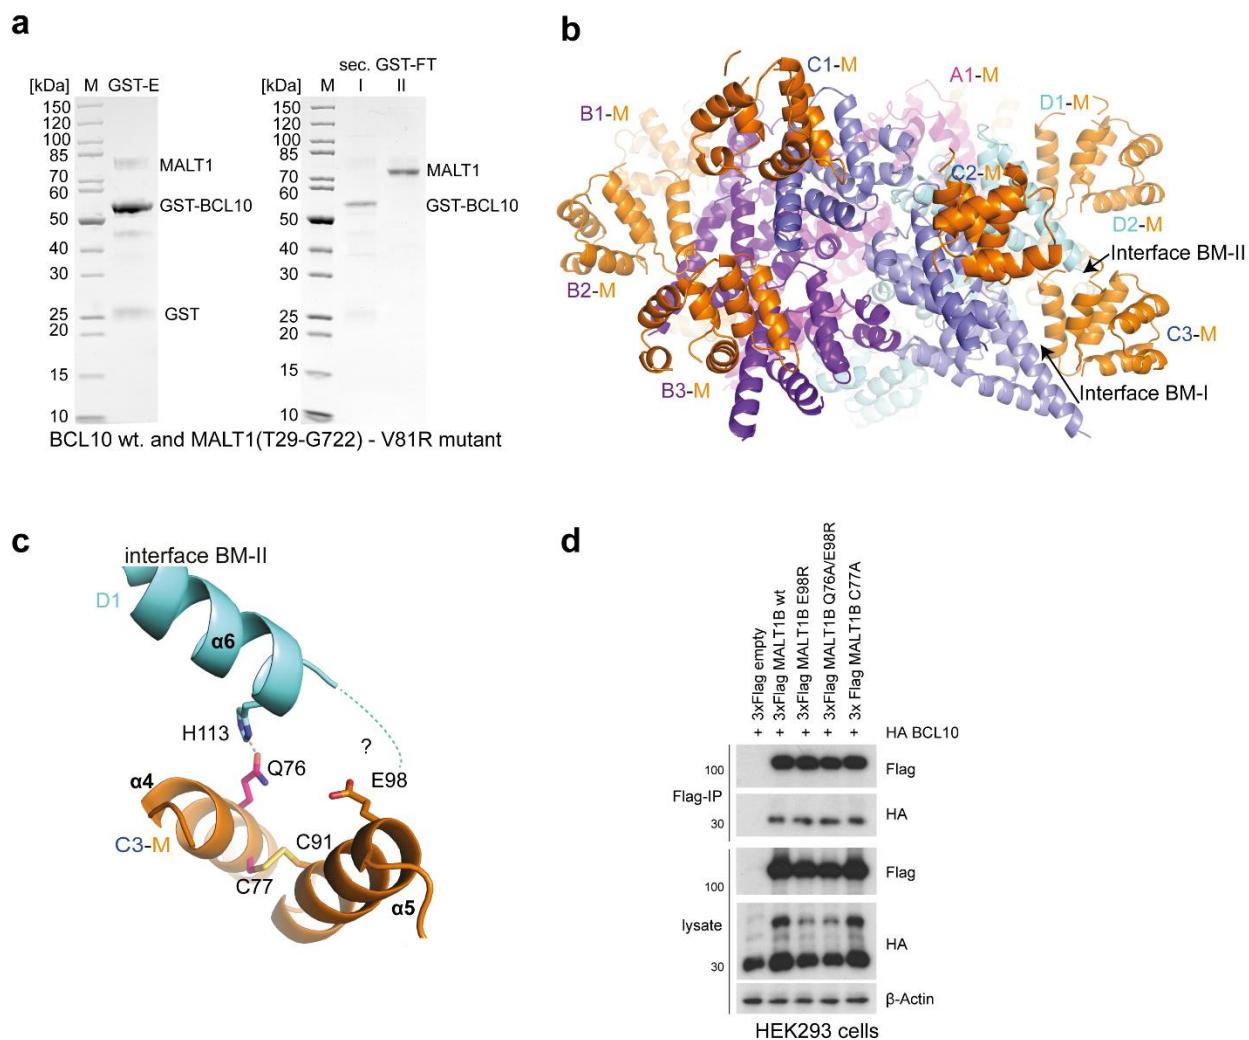 a
sec. GST-FT
[kDa] M GST-E
[kDa] M I II
150
120
100
85
70
60
50
40
30
25
20
15
10
MALT1
GST-BCL10
GST
150
120
100
85
70
60
50
40
30
25
20
15
10
MALT1
GST-BCL10
BCL10 wt. and MALT1(T29-G722) - V81R mutant
b
C1-M
A1-M
B1-M
D1-M
C2-M
D2-M
Interface BM-II
B2-M
C3-M
B3-M
Interface BM-I
c
interface BM-II
D1
α6
H113
?
Q76
E98
α4
C3-M
C91
C77
α5
d
3xFlag empty
3xFlag MALT1B wt
3xFlag MALT1B E98R
3xFlag MALT1B Q76A/E98R
3x Flag MALT1B C77A
+ + + + + HA BCL10
Flag-IP
100
Flag
30
HA
lysate
100
Flag
30
HA
β-Actin
HEK293 cells